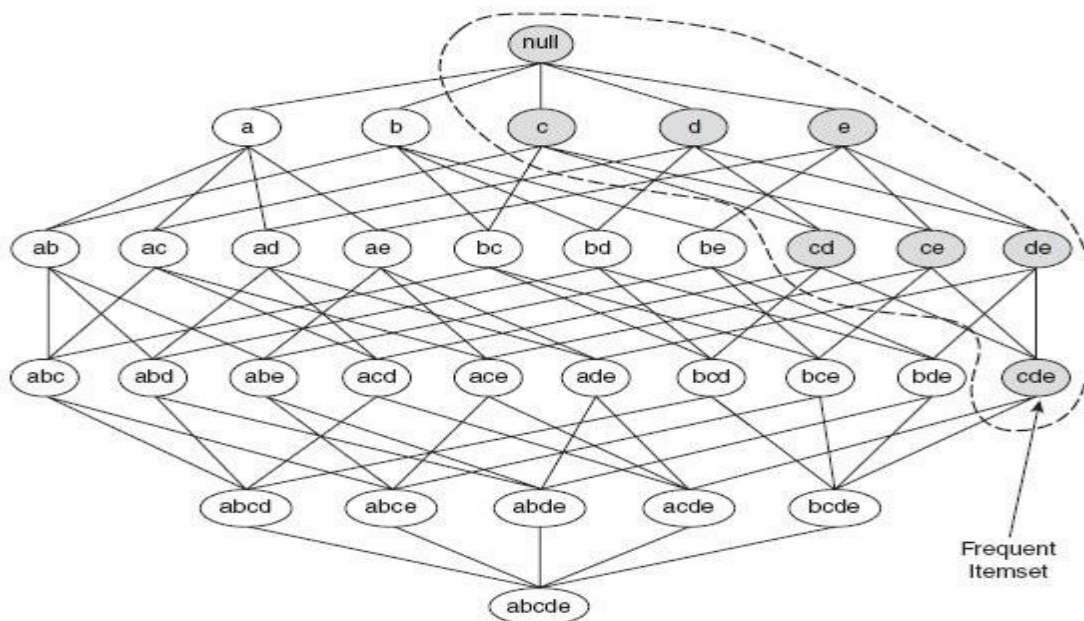 null
a b c d e
ab ac ad ae bc bd be cd ce de
abc abd abe acd ace ade bcd bce bde cde
abcd abce abde acde bcde
Frequent
Itemset
abcde